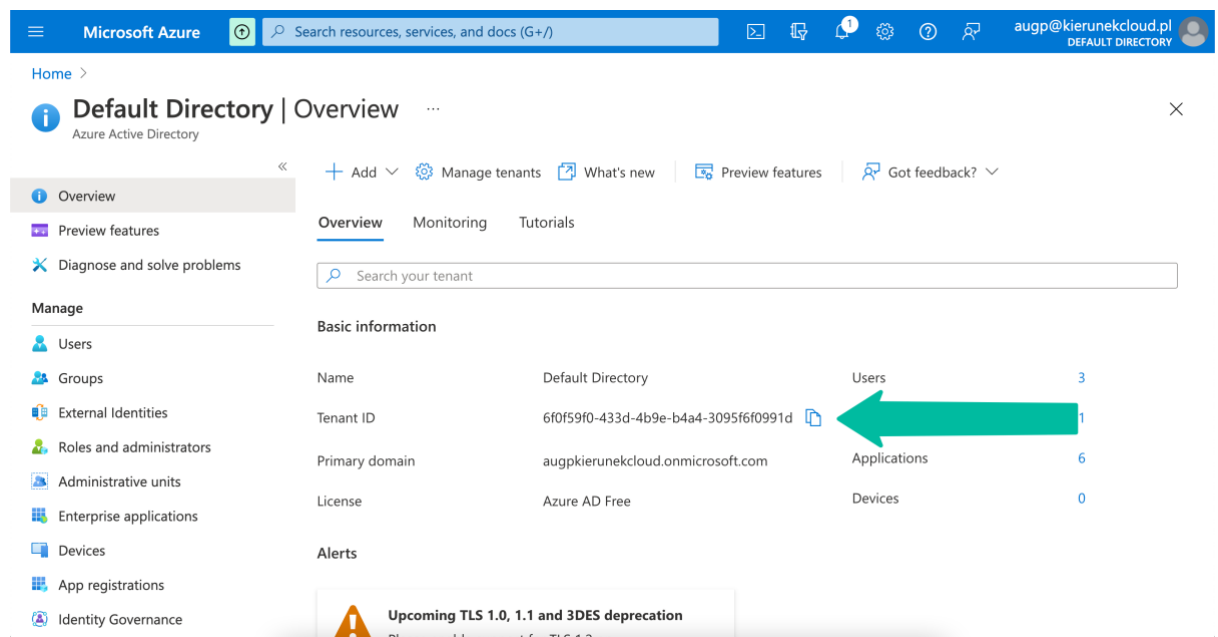 Microsoft Azure
Search resources, services, and docs (G+/)
1
augp@kierunekcloud.pl
DEFAULT DIRECTORY
Home >
Default Directory | Overview ...
Azure Active Directory
«
Add
Manage tenants
What's new
Preview features
Got feedback?
Overview
Preview features
Diagnose and solve problems
Manage
Users
Groups
External Identities
Roles and administrators
Administrative units
Enterprise applications
Devices
App registrations
Identity Governance
Overview Monitoring Tutorials
Search your tenant
Basic information
Name Default Directory Users 3
Tenant ID 6f0f59f0-433d-4b9e-b4a4-3095f6f0991d 1
Primary domain augpkierunekcloud.onmicrosoft.com Applications 6
License Azure AD Free Devices 0
Alerts
Upcoming TLS 1.0, 1.1 and 3DES deprecation